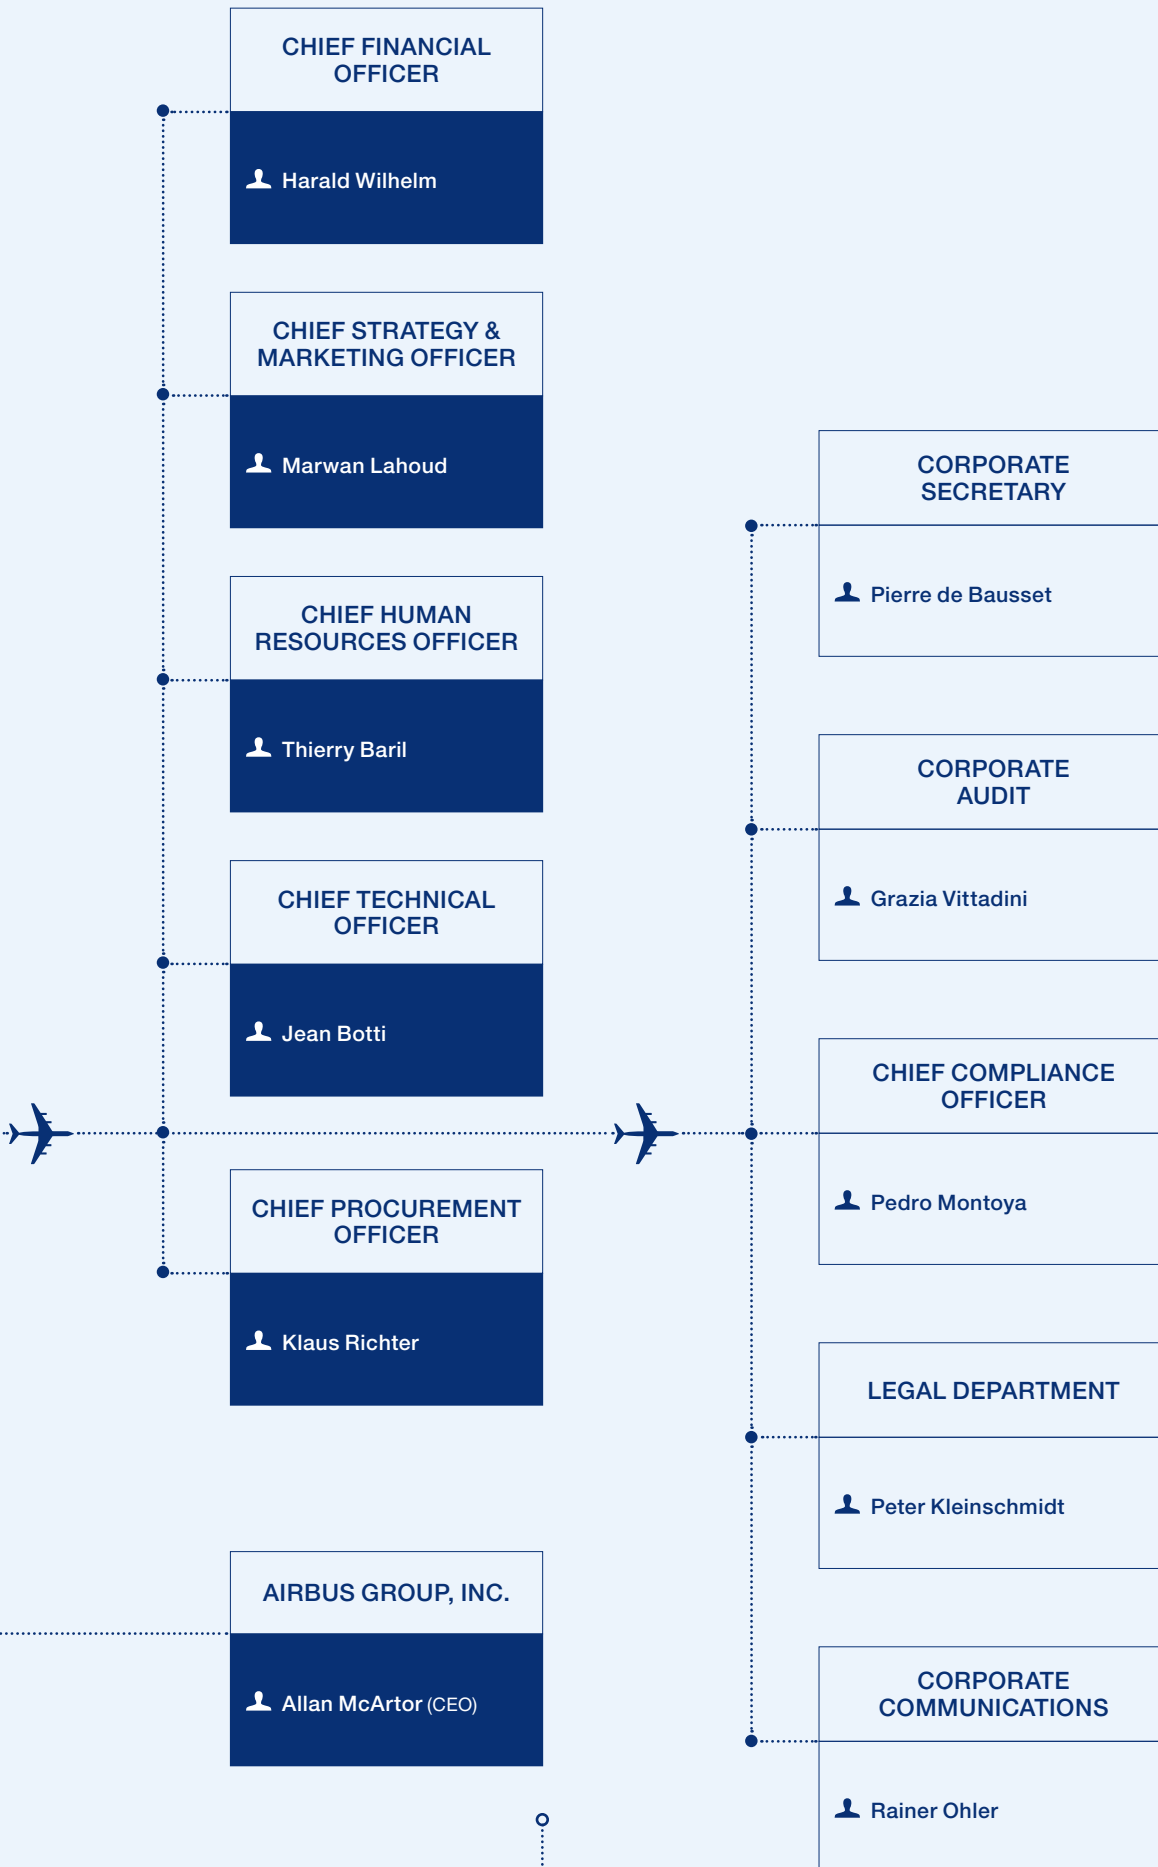 CHIEF FINANCIAL
OFFICER
Harald Wilhelm
CHIEF STRATEGY &
MARKETING OFFICER
Marwan Lahoud
CHIEF HUMAN
RESOURCES OFFICER
Thierry Baril
CHIEF TECHNICAL
OFFICER
Jean Botti
CHIEF PROCUREMENT
OFFICER
Klaus Richter
AIRBUS GROUP, INC.
Allan McArtor (CEO)
CORPORATE
SECRETARY
Pierre de Bausset
CORPORATE
AUDIT
Grazia Vittadini
CHIEF COMPLIANCE
OFFICER
Pedro Montoya
LEGAL DEPARTMENT
Peter Kleinschmidt
CORPORATE
COMMUNICATIONS
Rainer Ohler